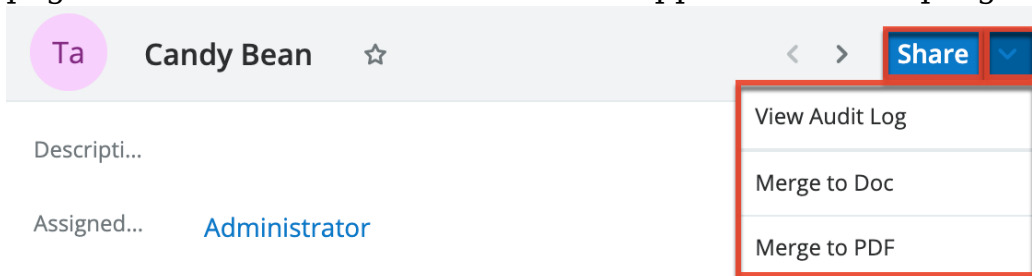 Ta Candy Bean Share
View Audit Log
Descripti...
Merge to Doc
Assigned... Administrator
Merge to PDF